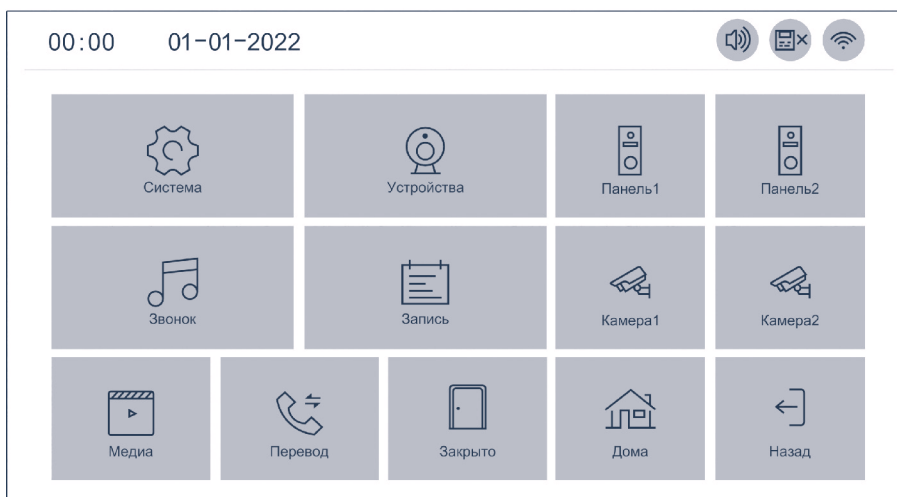 00:00 01-01-2022
Система Устройства Панель1 Панель2
Звонок Запись Камера1 Камера2
Медиа Перевод Закрыто Дома Назад